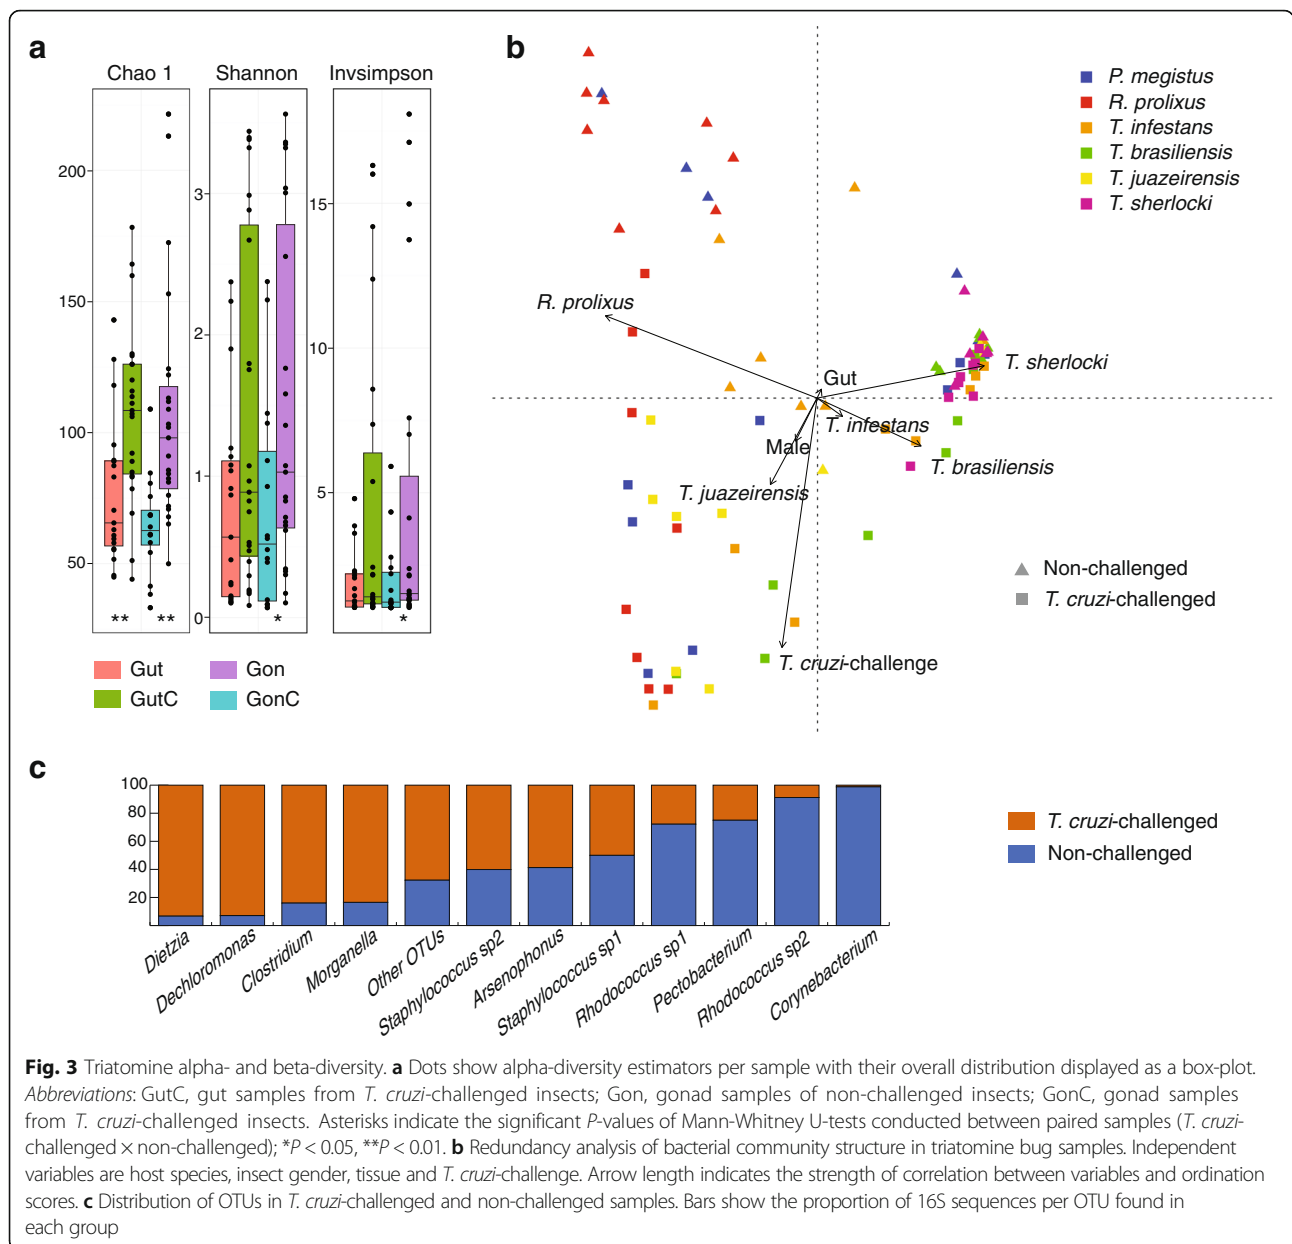 a
Chao 1
Shannon
Invsimpson
200
150
100
50
3
2
1
0
15
10
5
**
**
*
*
Gut
Gon
GutC
GonC
b
P. megistus
R. prolixus
T. infestans
T. brasiliensis
T. juazeirensis
T. sherlocki
R. prolixus
T. sherlocki
Gut
T. infestans
Male
T. brasiliensis
T. juazeirensis
Non-challenged
T. cruzi-challenged
T. cruzi-challenge
c
100
80
60
40
20
Dietzia
Dechloromonas
Clostridium
Morganella
Other OTUs
Staphylococcus sp2
Arsenophonus
Staphylococcus sp1
Rhodococcus sp1
Pectobacterium
Rhodococcus sp2
Corynebacterium
T. cruzi-challenged
Non-challenged
Fig. 3 Triatomine alpha- and beta-diversity. a Dots show alpha-diversity estimators per sample with their overall distribution displayed as a box-plot.
Abbreviations: GutC, gut samples from T. cruzi-challenged insects; Gon, gonad samples of non-challenged insects; GonC, gonad samples
from T. cruzi-challenged insects. Asterisks indicate the significant P-values of Mann-Whitney U-tests conducted between paired samples (T. cruzi-
challenged × non-challenged); *P < 0.05, **P < 0.01. b Redundancy analysis of bacterial community structure in triatomine bug samples. Independent
variables are host species, insect gender, tissue and T. cruzi-challenge. Arrow length indicates the strength of correlation between variables and ordination
scores. c Distribution of OTUs in T. cruzi-challenged and non-challenged samples. Bars show the proportion of 16S sequences per OTU found in
each group